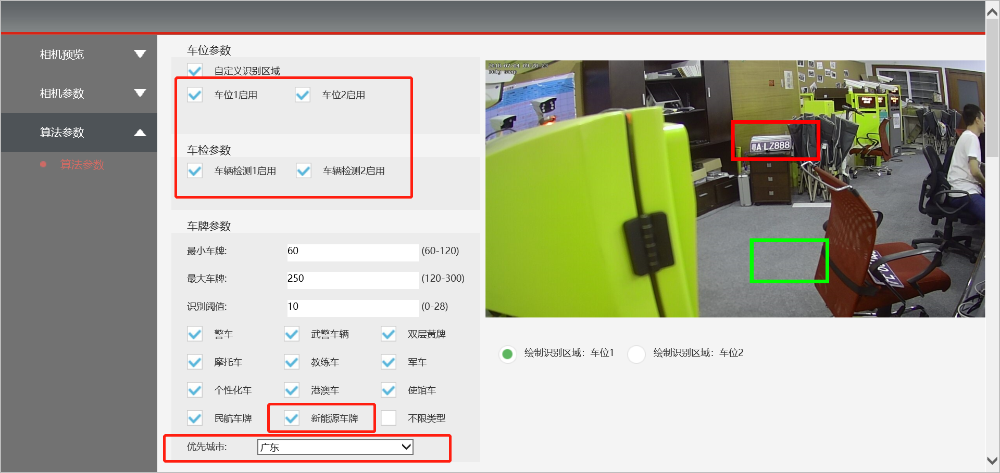 相机预览
相机参数
算法参数
算法参数
车位参数
自定义识别区域
车位1启用 车位2启用
车检参数
车辆检测1启用 车辆检测2启用
车牌参数
最小车牌: 60 (60-120)
最大车牌: 250 (120-300)
识别阈值: 10 (0-28)
警车 武警车辆 双层黄牌
摩托车 教练车 军车
个性化车 港澳车 使馆车
民航车牌 新能源车牌 不限类型
优先城市: 广东
2018/07/04 09:28:23
only snap
粤A·LZ888
绘制识别区域：车位1 绘制识别区域：车位2